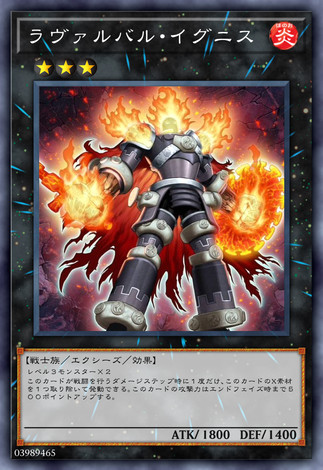 ラヴァルバル・イグニス
炎
【戦士族／エクシーズ／効果】
レベル３モンスター×２
このカードが戦闘を行うダメージステップ時に１度だけ、このカードのX素材
を１つ取り除いて発動できる。このカードの攻撃力はエンドフェイズ時まで５
００ポイントアップする。
ATK/ 1800 DEF/ 1400
03989465